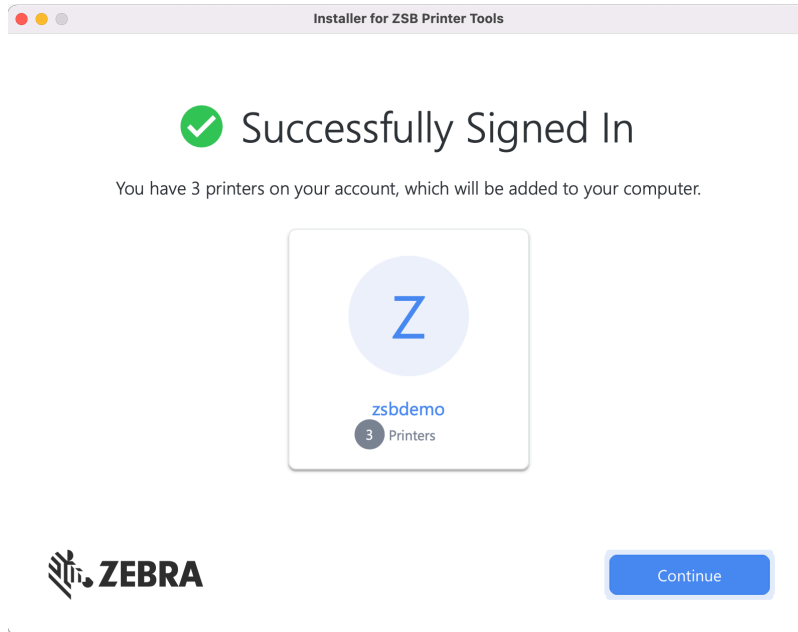 Installer for ZSB Printer Tools
Successfully Signed In
You have 3 printers on your account, which will be added to your computer.
Z
zsbdemo
3 Printers
ZEBRA
Continue